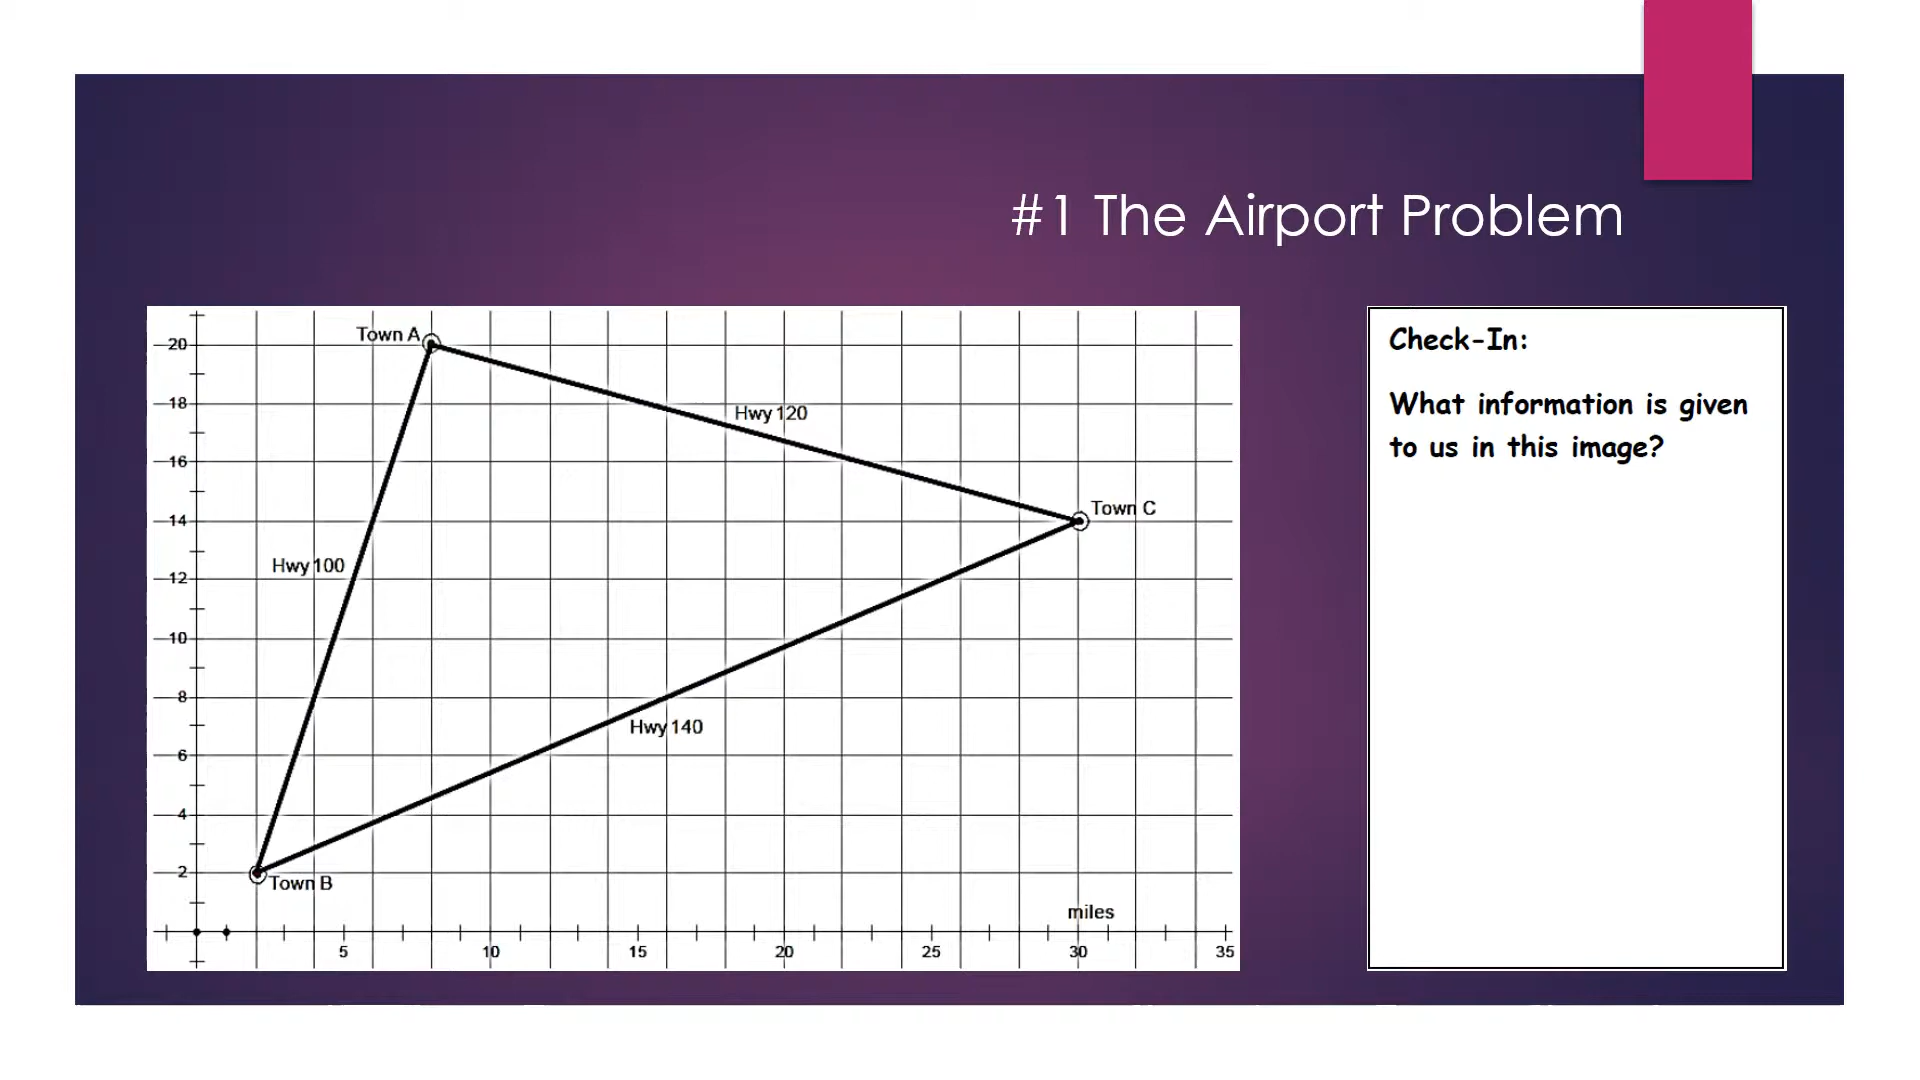 #1 The Airport Problem
Town A
20
18
Hwy 120
16
Town C
14
Hwy 100
12
10
8
Hwy 140
6
4
2
Town B
miles
5 10 15 20 25 30 35
Check-In:
What information is given
to us in this image?